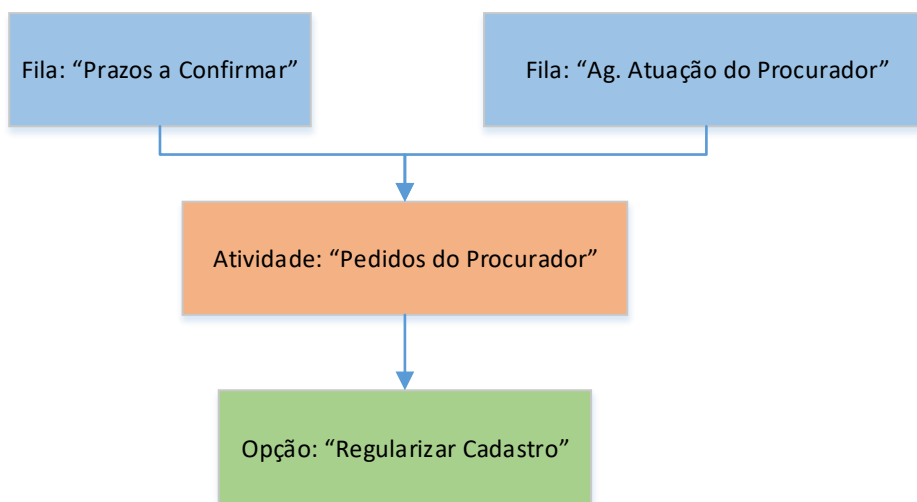 Fila: “Prazos a Confirmar”
Fila: “Ag. Atuação do Procurador”
Atividade: “Pedidos do Procurador”
Opção: “Regularizar Cadastro”